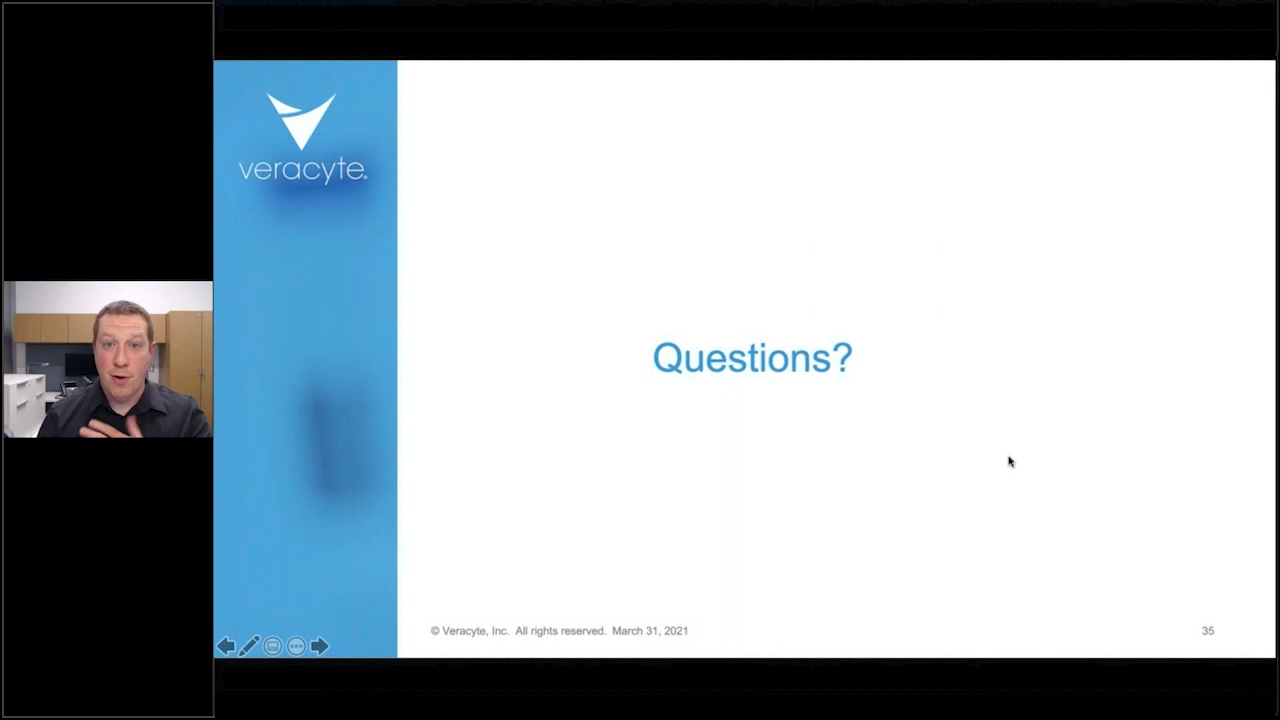 veracyte.
Questions?
© Veracyte, Inc. All rights reserved. March 31, 2021
35